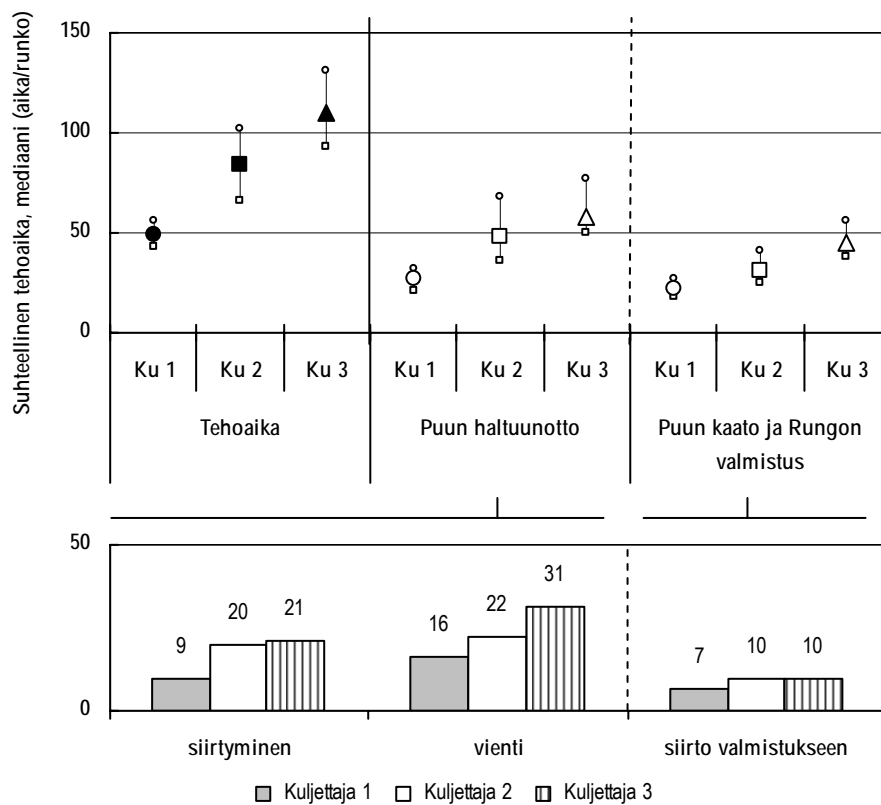 Suhteellinen tehoaika, mediaani (aika/runko)
150
100
50
0
Ku 1 Ku 2 Ku 3 Ku 1 Ku 2 Ku 3 Ku 1 Ku 2 Ku 3
Tehoaika Puun haltuunotto Puun kaato ja Rungon
valmistus
50
0
9 20 21 16 22 31 7 10 10
siirtyminen vienti siirto valmistukseen
Kuljettaja 1 Kuljettaja 2 Kuljettaja 3